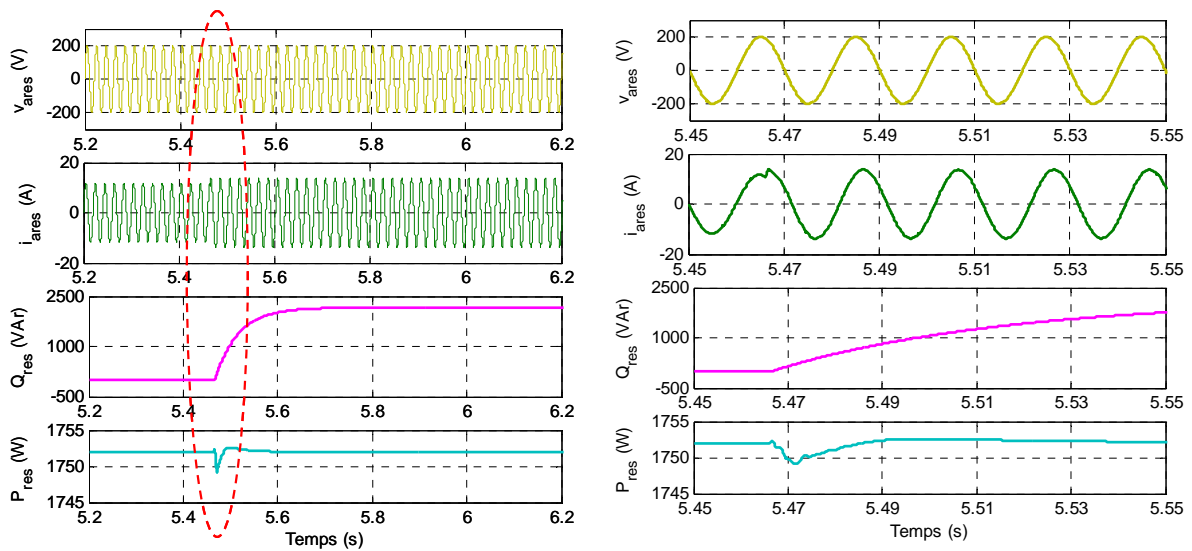 v_ares (V)
200
0
-200
5.2 5.4 5.6 5.8 6 6.2
i_ares (A)
20
0
-20
5.2 5.4 5.6 5.8 6 6.2
Q_res (VAr)
2500
1000
-500
5.2 5.4 5.6 5.8 6 6.2
P_res (W)
1755
1750
1745
5.2 5.4 5.6 5.8 6 6.2
Temps (s)
v_ares (V)
200
0
-200
5.45 5.47 5.49 5.51 5.53 5.55
i_ares (A)
20
0
-20
5.45 5.47 5.49 5.51 5.53 5.55
Q_res (VAr)
2500
1000
-500
5.45 5.47 5.49 5.51 5.53 5.55
P_res (W)
1755
1750
1745
5.45 5.47 5.49 5.51 5.53 5.55
Temps (s)